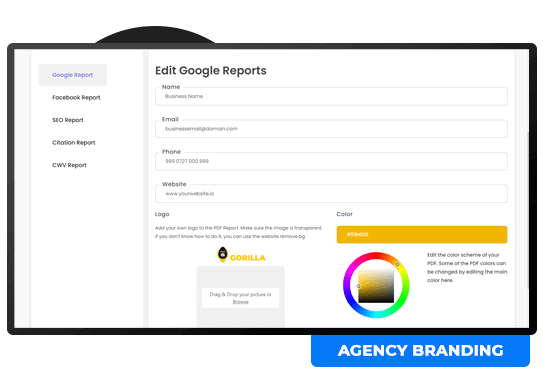 Google Report
Facebook Report
SEO Report
Citation Report
CWV Report
Edit Google Reports
Name
Business Name
Email
businessemail@domain.com
Phone
999 0727 000 999
Website
www.yourwebsite.io
Logo
Add your own logo to the PDF Report. Make sure the image is transparent.
If you don't know how to do it, you can use the website remove.bg
GORILLA
Drag & Drop your picture or
Browse
Color
Edit the color scheme of your
PDF. Some of the PDF colors can
be changed by editing the main
color here.
AGENCY BRANDING